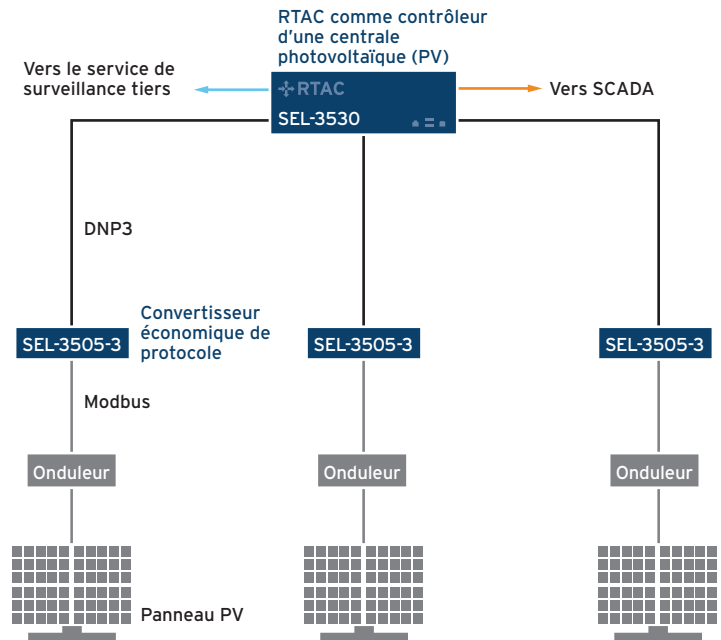 RTAC comme contrôleur
d'une centrale
photovoltaïque (PV)
Vers le service de
surveillance tiers
RTAC
SEL-3530
Vers SCADA
DNP3
Convertisseur
économique de
protocole
SEL-3505-3
SEL-3505-3
SEL-3505-3
Modbus
Onduleur
Onduleur
Onduleur
Panneau PV